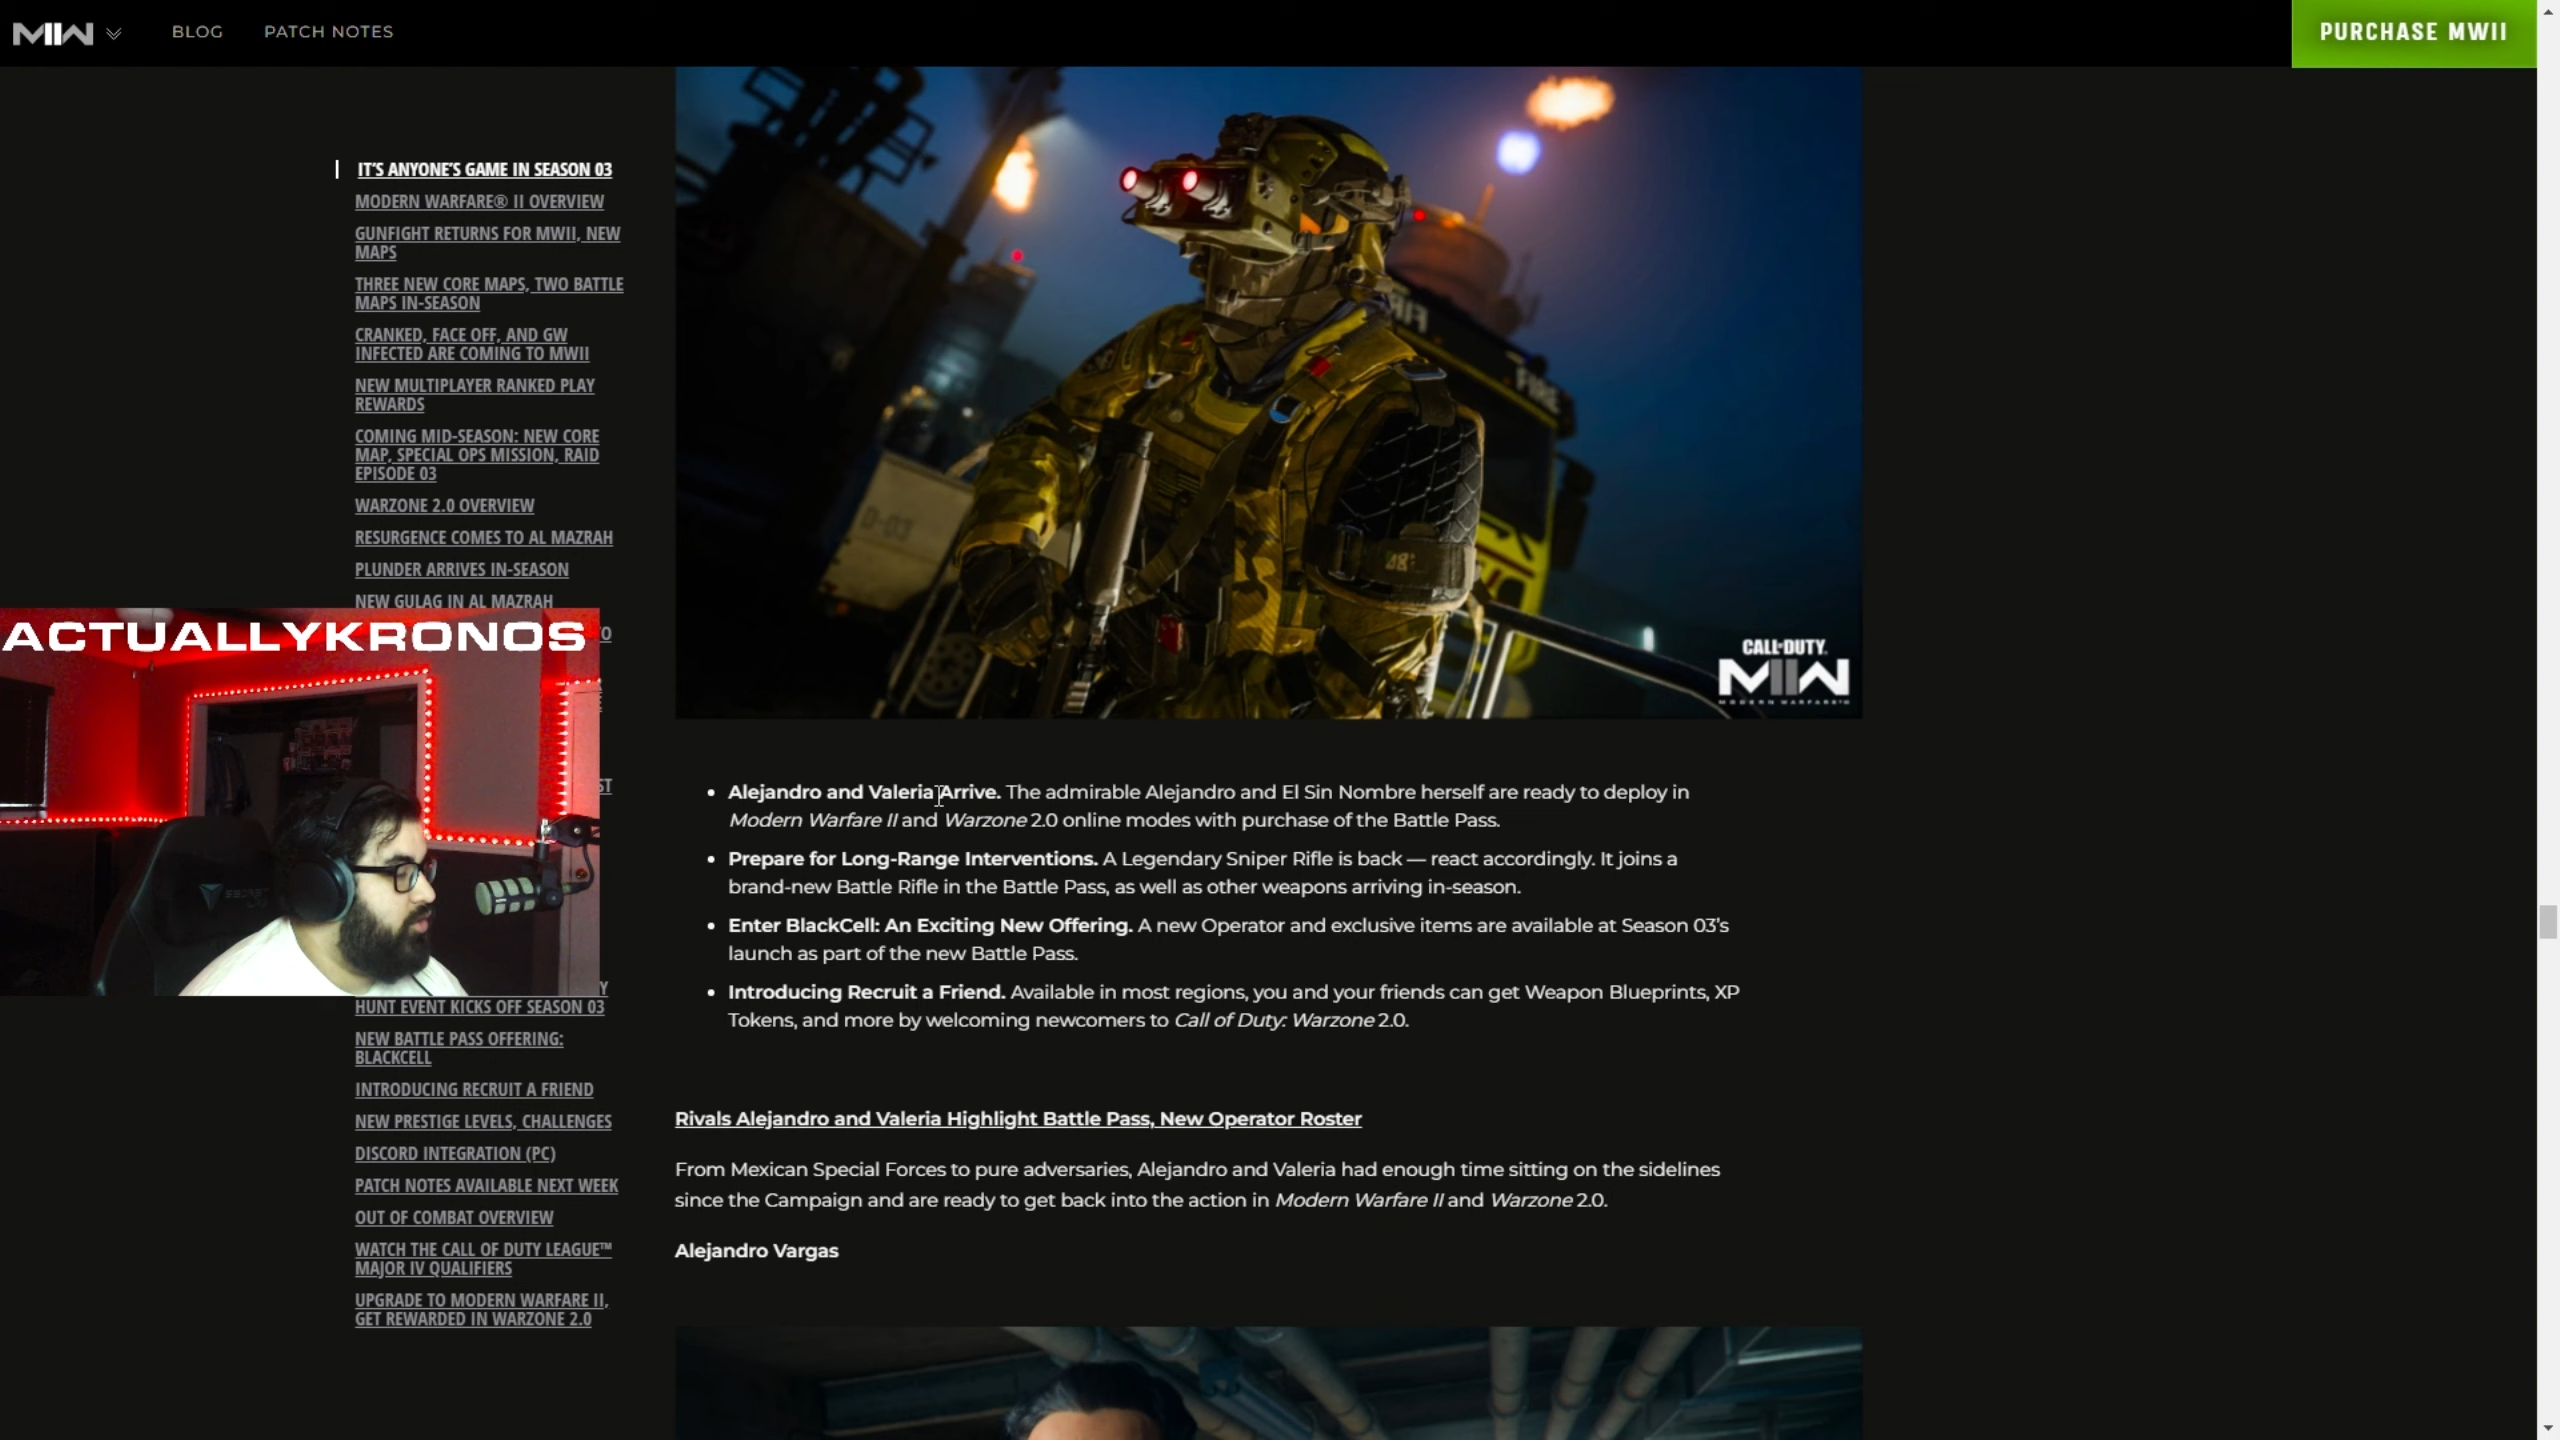 MWII
BLOG
PATCH NOTES
PURCHASE MWII
IT'S ANYONE'S GAME IN SEASON 03
MODERN WARFARE® II OVERVIEW
GUNFIGHT RETURNS FOR MWII, NEW
MAPS
THREE NEW CORE MAPS, TWO BATTLE
MAPS IN-SEASON
CRANKED, FACE OFF, AND GW
INFECTED ARE COMING TO MWII
NEW MULTIPLAYER RANKED PLAY
REWARDS
COMING MID-SEASON: NEW CORE
MAP, SPECIAL OPS MISSION, RAID
EPISODE 03
WARZONE 2.0 OVERVIEW
RESURGENCE COMES TO AL MAZRAH
PLUNDER ARRIVES IN-SEASON
NEW GULAG IN AL MAZRAH
ACTUALLYKRONOS
HUNT EVENT KICKS OFF SEASON 03
NEW BATTLE PASS OFFERING:
BLACKCELL
INTRODUCING RECRUIT A FRIEND
NEW PRESTIGE LEVELS, CHALLENGES
DISCORD INTEGRATION (PC)
PATCH NOTES AVAILABLE NEXT WEEK
OUT OF COMBAT OVERVIEW
WATCH THE CALL OF DUTY LEAGUE™
MAJOR IV QUALIFIERS
UPGRADE TO MODERN WARFARE II,
GET REWARDED IN WARZONE 2.0
FIRE
D-03
CALL OF DUTY
MWII
MODERN WARFARE II
• Alejandro and Valeria Arrive. The admirable Alejandro and El Sin Nombre herself are ready to deploy in
Modern Warfare II and Warzone 2.0 online modes with purchase of the Battle Pass.
• Prepare for Long-Range Interventions. A Legendary Sniper Rifle is back — react accordingly. It joins a
brand-new Battle Rifle in the Battle Pass, as well as other weapons arriving in-season.
• Enter BlackCell: An Exciting New Offering. A new Operator and exclusive items are available at Season 03's
launch as part of the new Battle Pass.
• Introducing Recruit a Friend. Available in most regions, you and your friends can get Weapon Blueprints, XP
Tokens, and more by welcoming newcomers to Call of Duty: Warzone 2.0.
Rivals Alejandro and Valeria Highlight Battle Pass, New Operator Roster
From Mexican Special Forces to pure adversaries, Alejandro and Valeria had enough time sitting on the sidelines
since the Campaign and are ready to get back into the action in Modern Warfare II and Warzone 2.0.
Alejandro Vargas